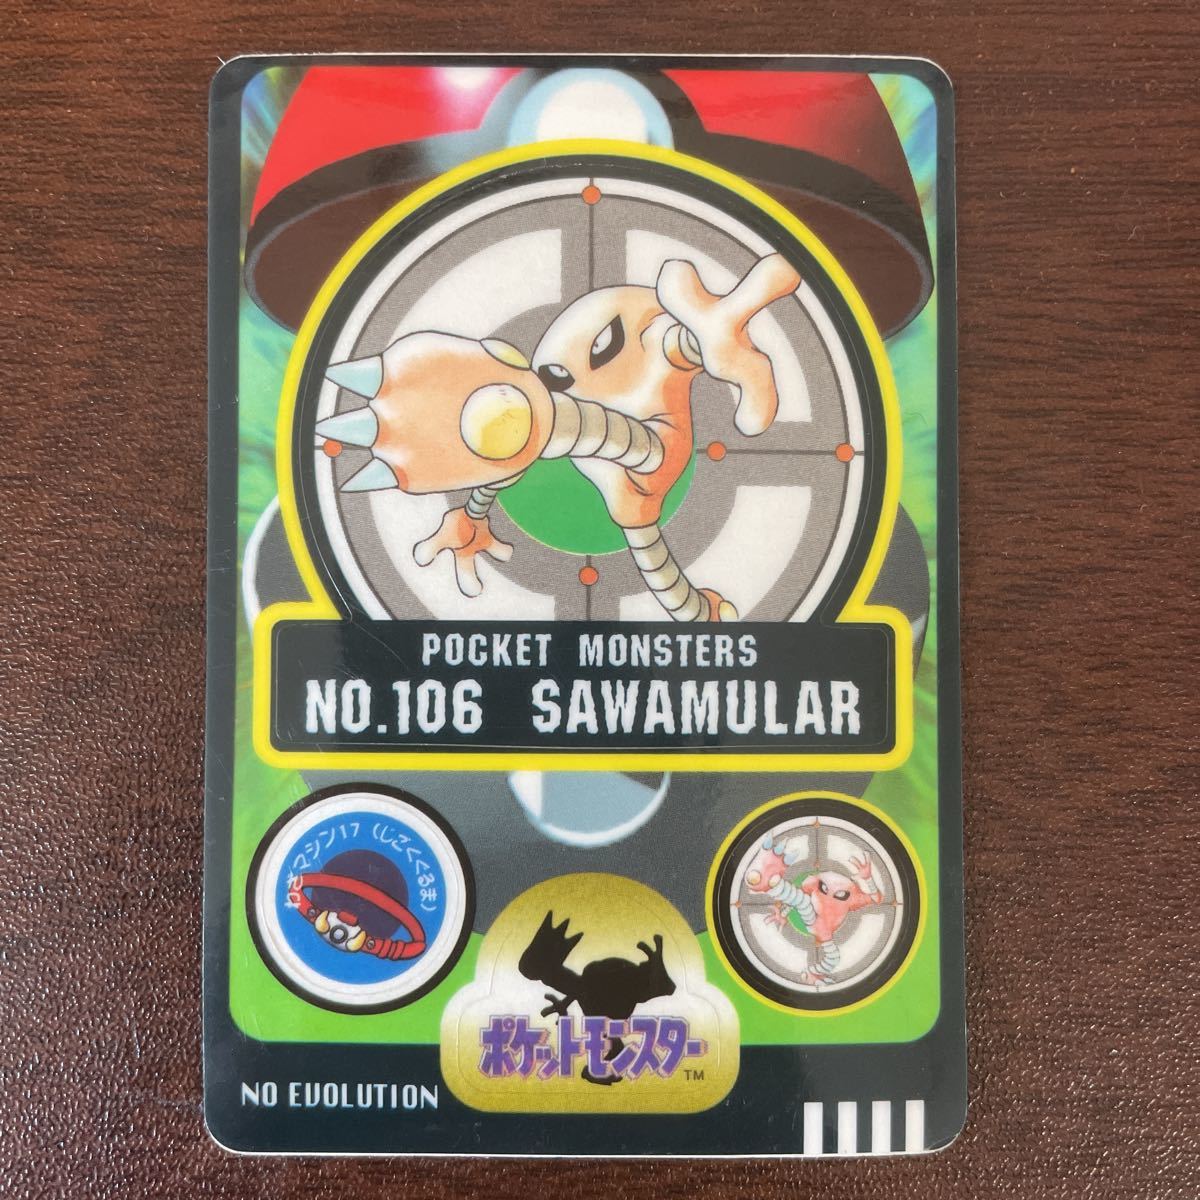 POCKET MONSTERS
NO.106 SAWAMULAR
わざマシン17 (じごくぐるま)
ポケットモンスター
TM
NO EVOLUTION